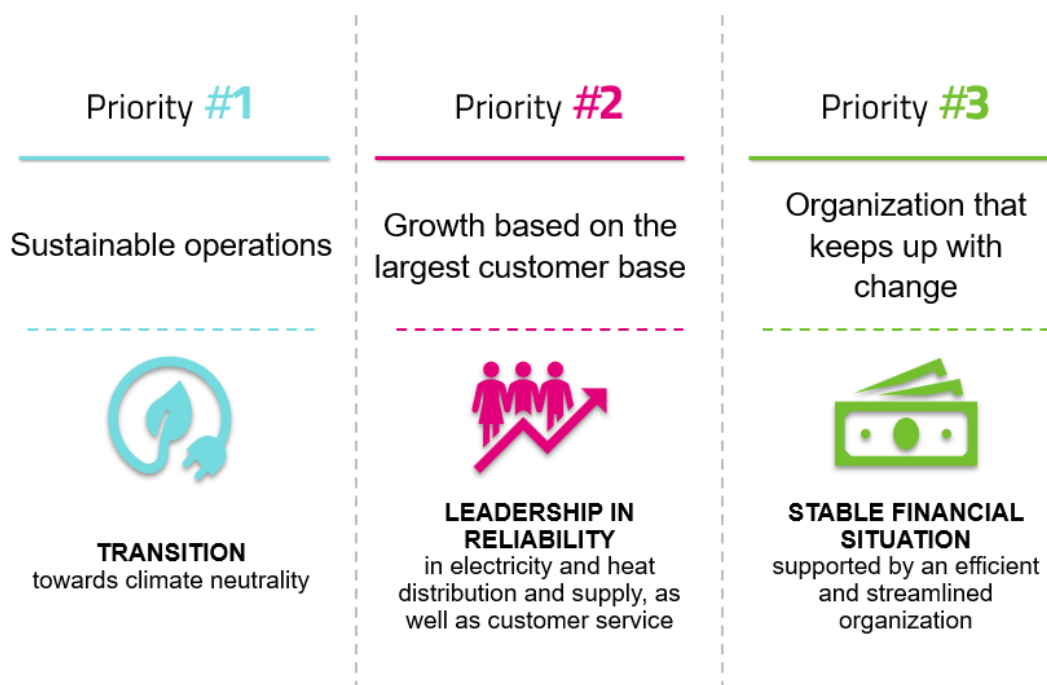 Priority #1
Sustainable operations
TRANSITION
towards climate neutrality
Priority #2
Growth based on the
largest customer base
LEADERSHIP IN
RELIABILITY
in electricity and heat
distribution and supply, as
well as customer service
Priority #3
Organization that
keeps up with
change
STABLE FINANCIAL
SITUATION
supported by an efficient
and streamlined
organization